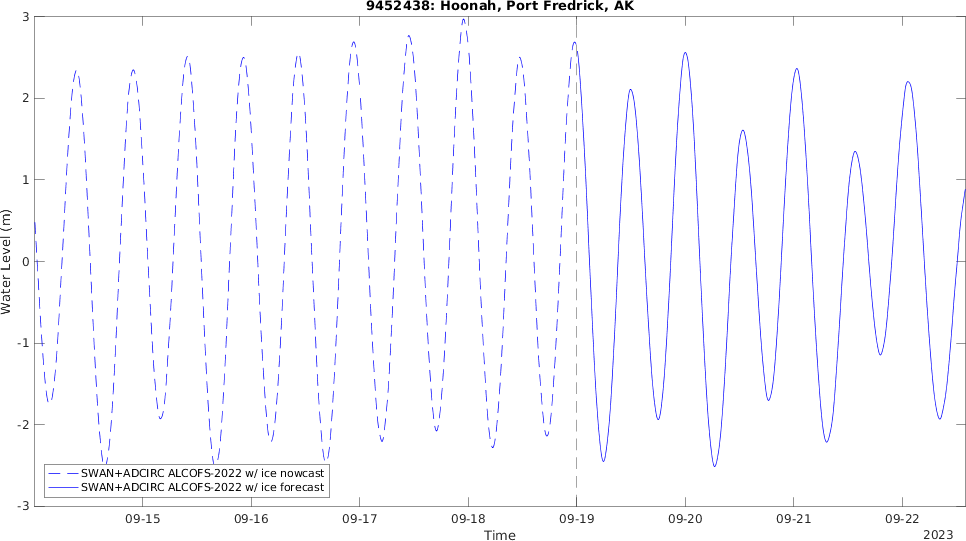 9452438: Hoonah, Port Fredrick, AK
3
2
1
0
-1
-2
-3
Water Level (m)
SWAN+ADCIRC ALCOFS-2022 w/ ice nowcast
SWAN+ADCIRC ALCOFS-2022 w/ ice forecast
09-15 09-16 09-17 09-18 09-19 09-20 09-21 09-22
Time
2023